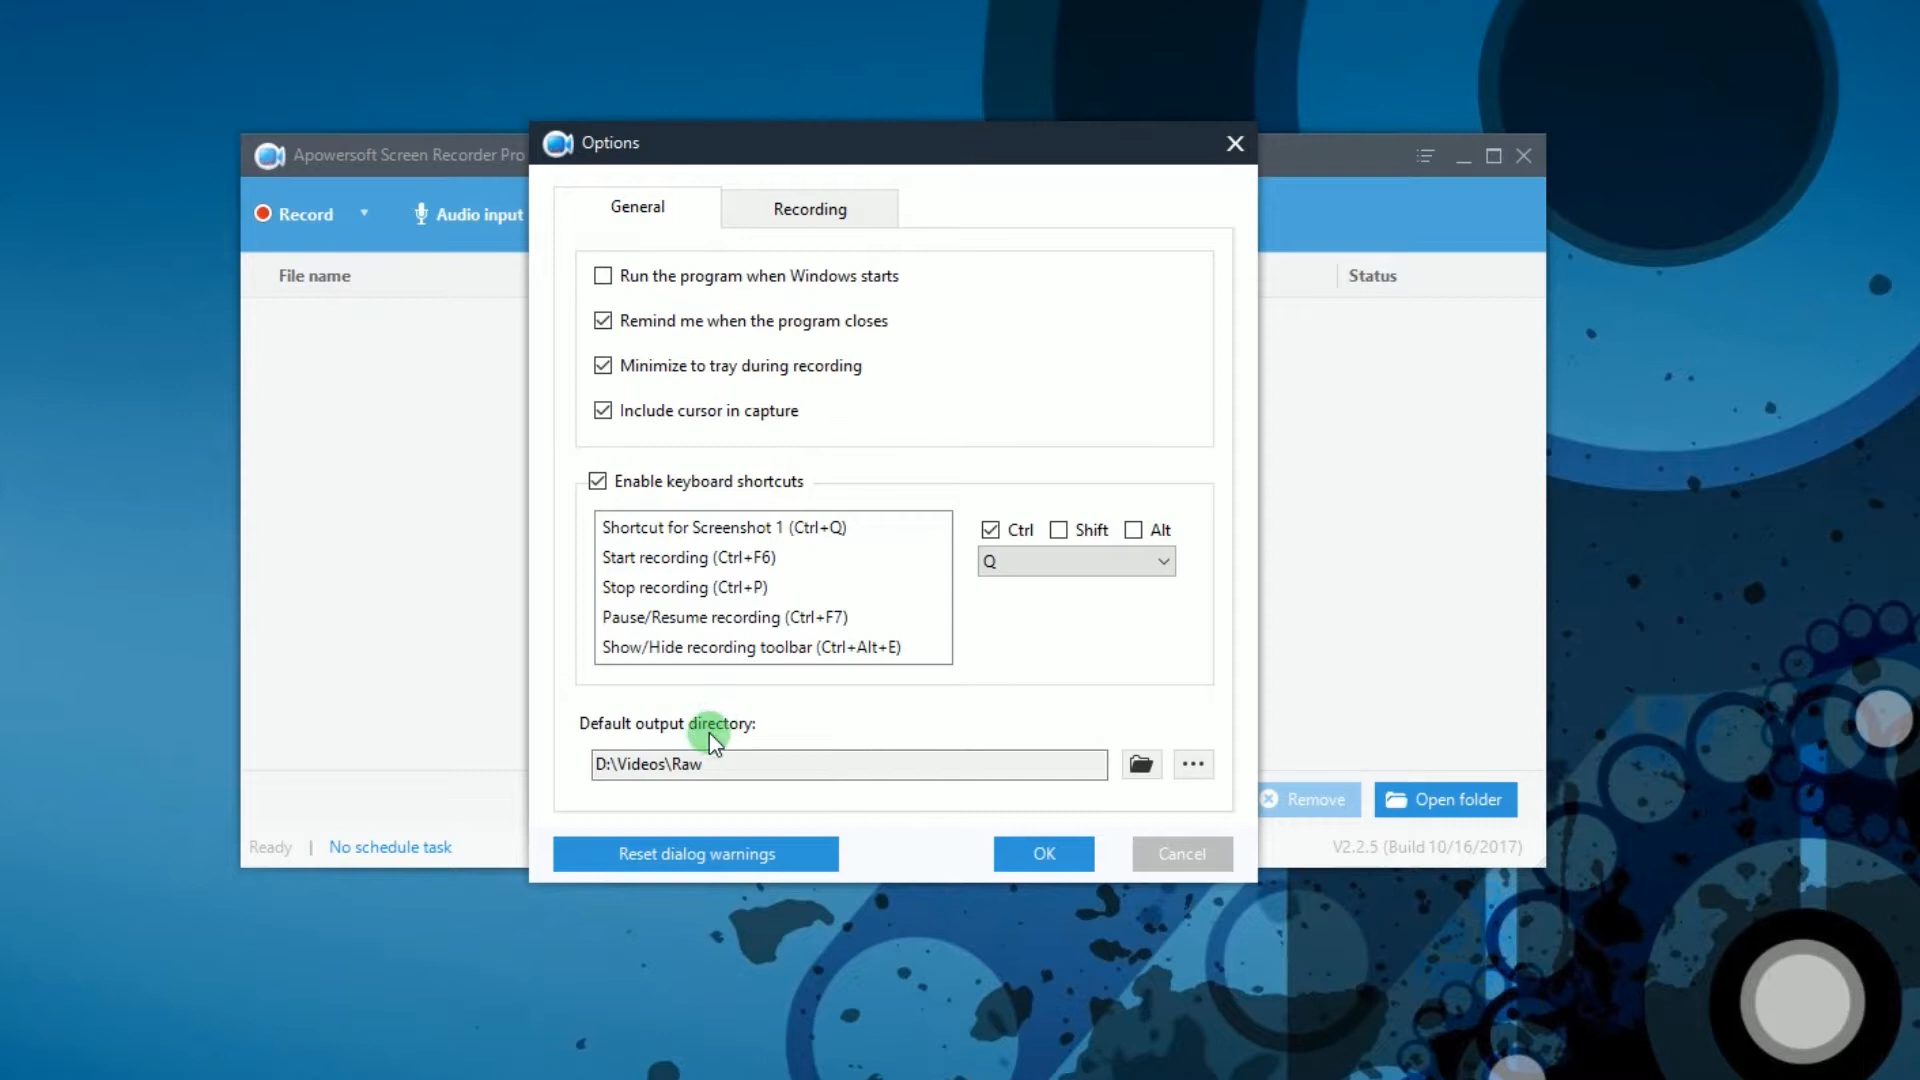 Apowersoft Screen Recorder Pro
Options
Record
Audio input
General
Recording
File name
Status
Run the program when Windows starts
Remind me when the program closes
Minimize to tray during recording
Include cursor in capture
Enable keyboard shortcuts
Shortcut for Screenshot 1 (Ctrl+Q)
Start recording (Ctrl+F6)
Stop recording (Ctrl+P)
Pause/Resume recording (Ctrl+F7)
Show/Hide recording toolbar (Ctrl+Alt+E)
Ctrl Shift Alt
Q
Default output directory:
D:\Videos\Raw
Remove
Open folder
Ready | No schedule task
Reset dialog warnings
OK
Cancel
V2.2.5 (Build 10/16/2017)